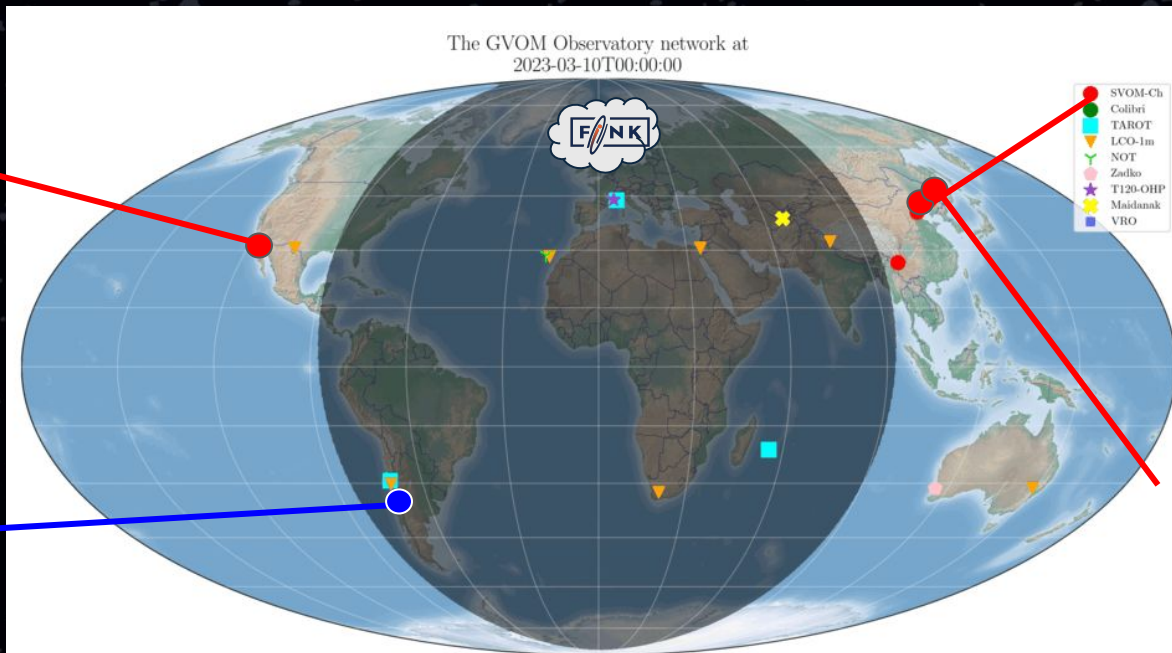 The GVOM Observatory network at
2023-03-10T00:00:00
FINK
SVOM-Ch
Colibri
TAROT
LCO-1m
NOT
Zadko
T120-OHP
Maidanak
VRO